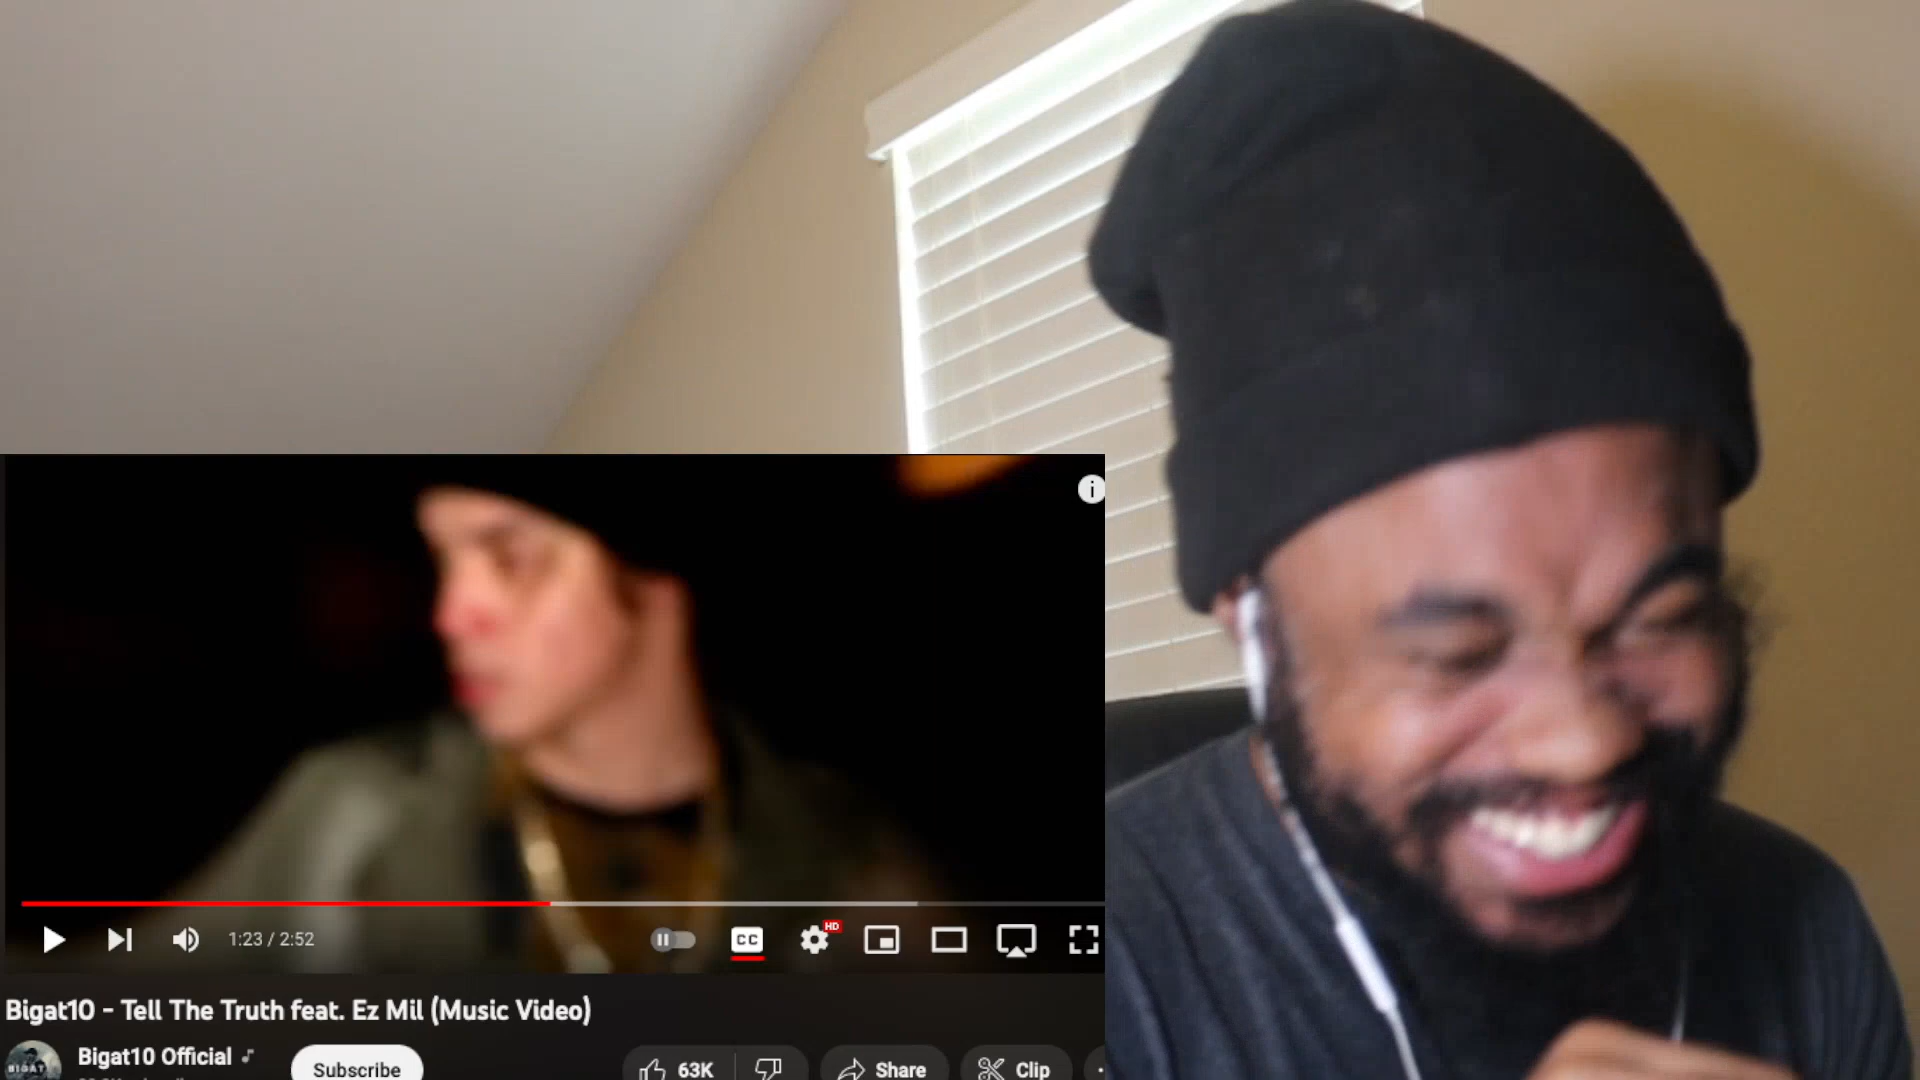 HD
CC
1:23 / 2:52
Bigat10 - Tell The Truth feat. Ez Mil (Music Video)
Bigat10 Official
BIGAT
Subscribe
63K
Share
Clip